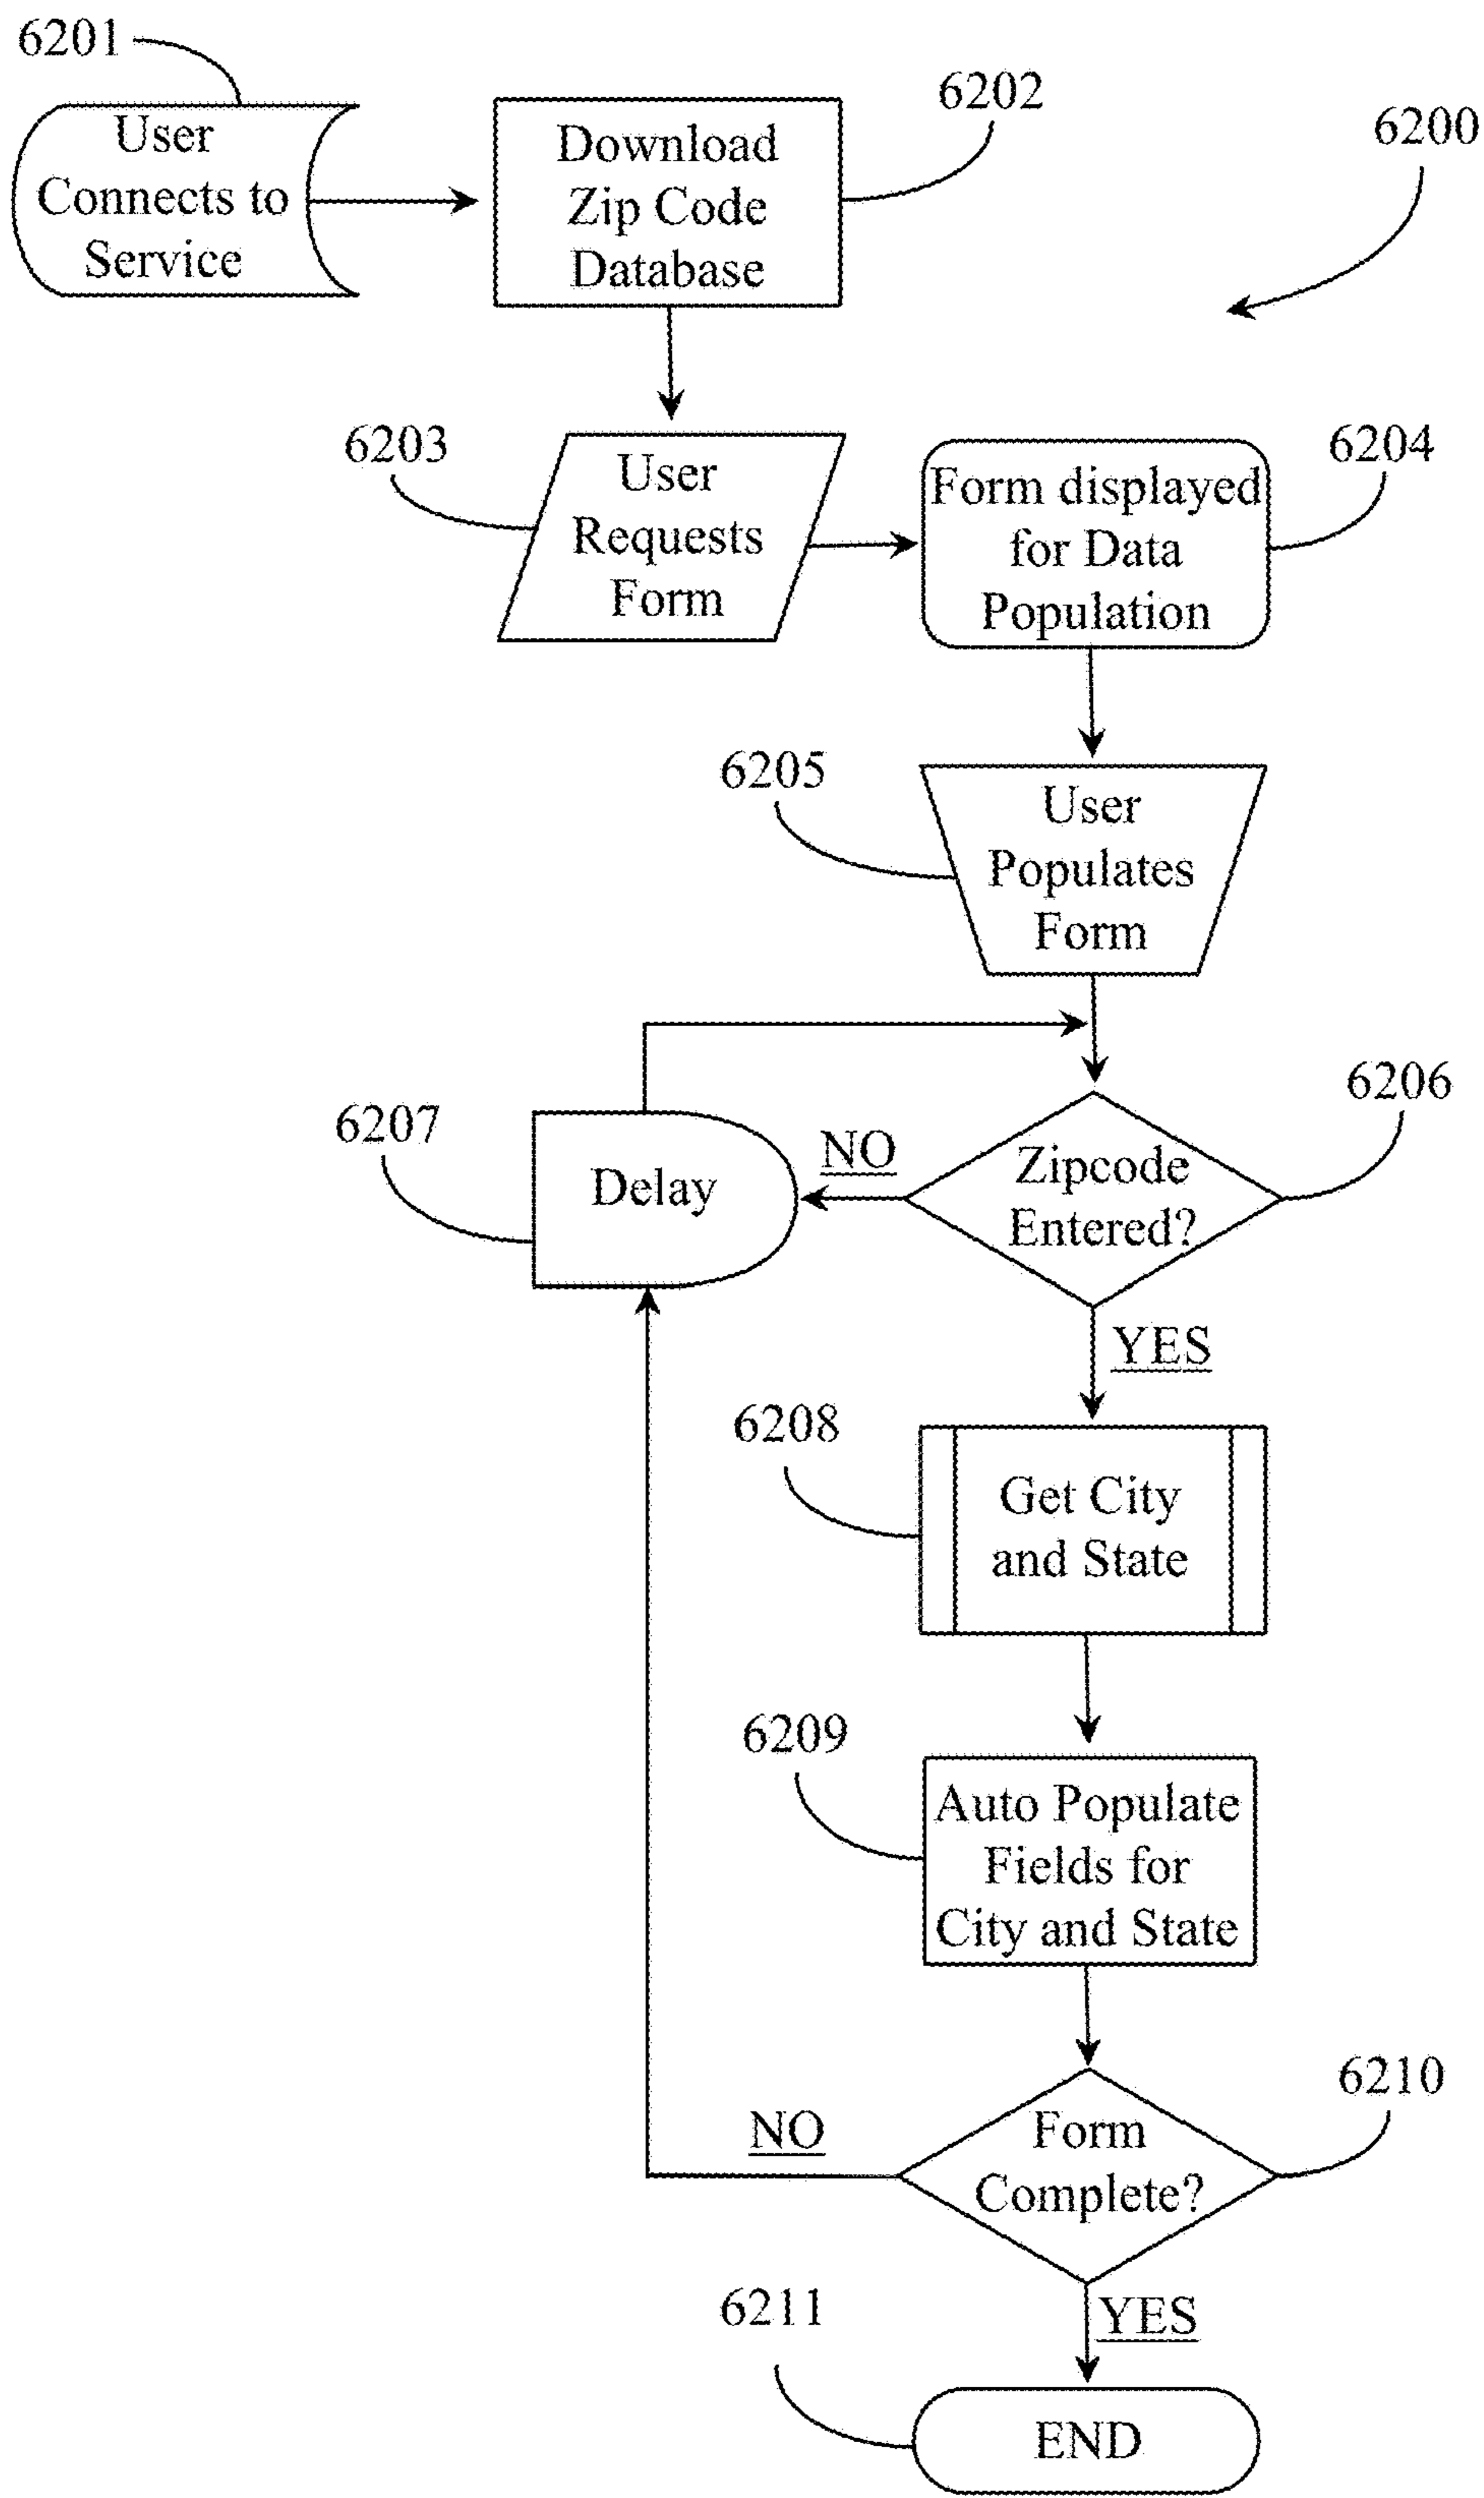 6201
User
Connects to
Service
Download
Zip Code
Database
6202
6200
6203
User
Requests
Form
Form displayed
for Data
Population
6204
6205
User
Populates
Form
6206
6207
Delay
NO
Zipcode
Entered?
YES
6208
Get City
and State
6209
Auto Populate
Fields for
City and State
6210
NO
Form
Complete?
YES
6211
END